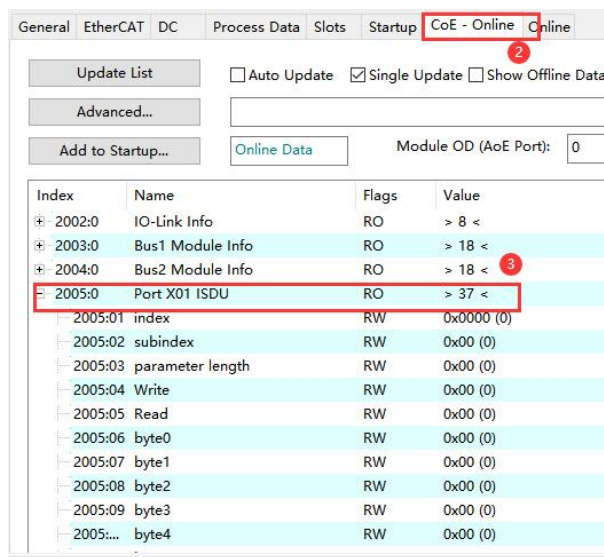 General EtherCAT DC Process Data Slots Startup CoE - Online Online
2
Update List Auto Update Single Update Show Offline Data
Advanced...
Add to Startup... Online Data Module OD (AoE Port): 0
Index Name Flags Value
2002:0 IO-Link Info RO > 8 <
2003:0 Bus1 Module Info RO > 18 <
2004:0 Bus2 Module Info RO > 18 <
3
2005:0 Port X01 ISDU RO > 37 <
2005:01 index RW 0x0000 (0)
2005:02 subindex RW 0x00 (0)
2005:03 parameter length RW 0x00 (0)
2005:04 Write RW 0x00 (0)
2005:05 Read RW 0x00 (0)
2005:06 byte0 RW 0x00 (0)
2005:07 byte1 RW 0x00 (0)
2005:08 byte2 RW 0x00 (0)
2005:09 byte3 RW 0x00 (0)
2005:... byte4 RW 0x00 (0)